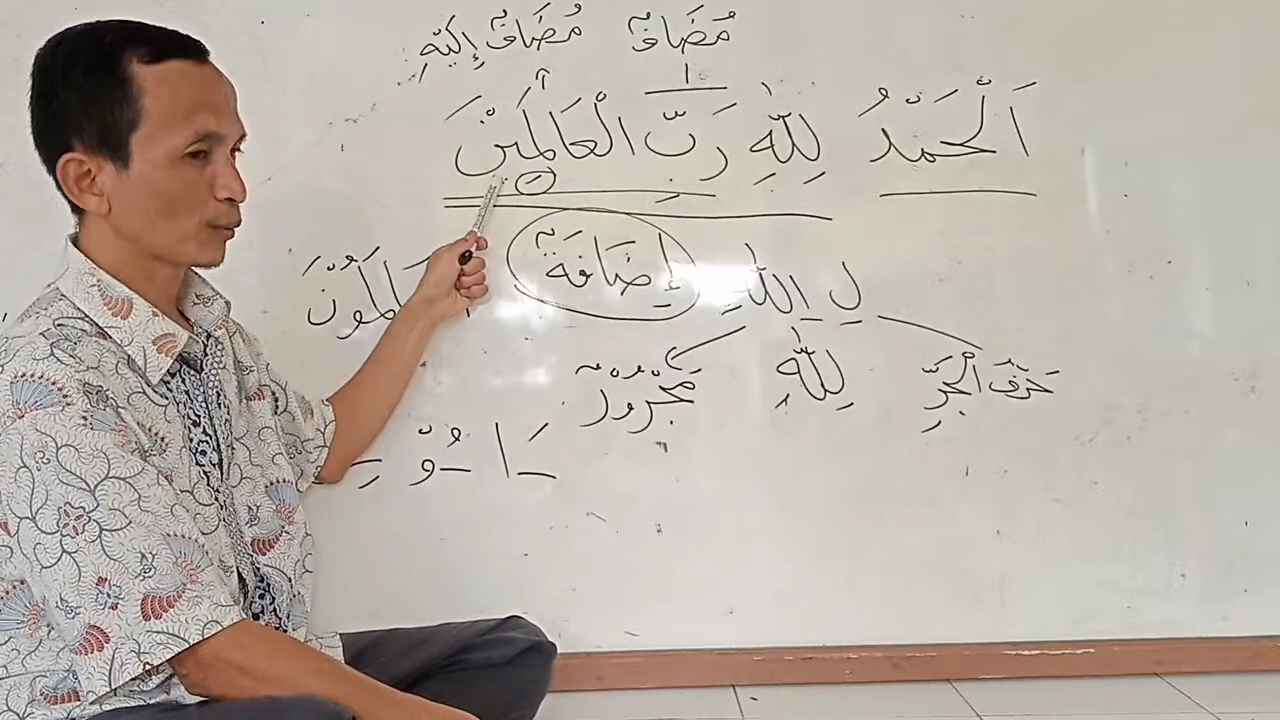 مُضَافٌ مُضَافٌ إِلَيْهِ
اَلْحَمْدُ لِلّٰهِ رَبِّ الْعَالَمِيْنَ
لِ اللّٰهِ إِضَافَةٌ
حَرْفُ الْجَرِّ لِلّٰهِ مَجْرُوْرٌ
ـَا ـُوْ